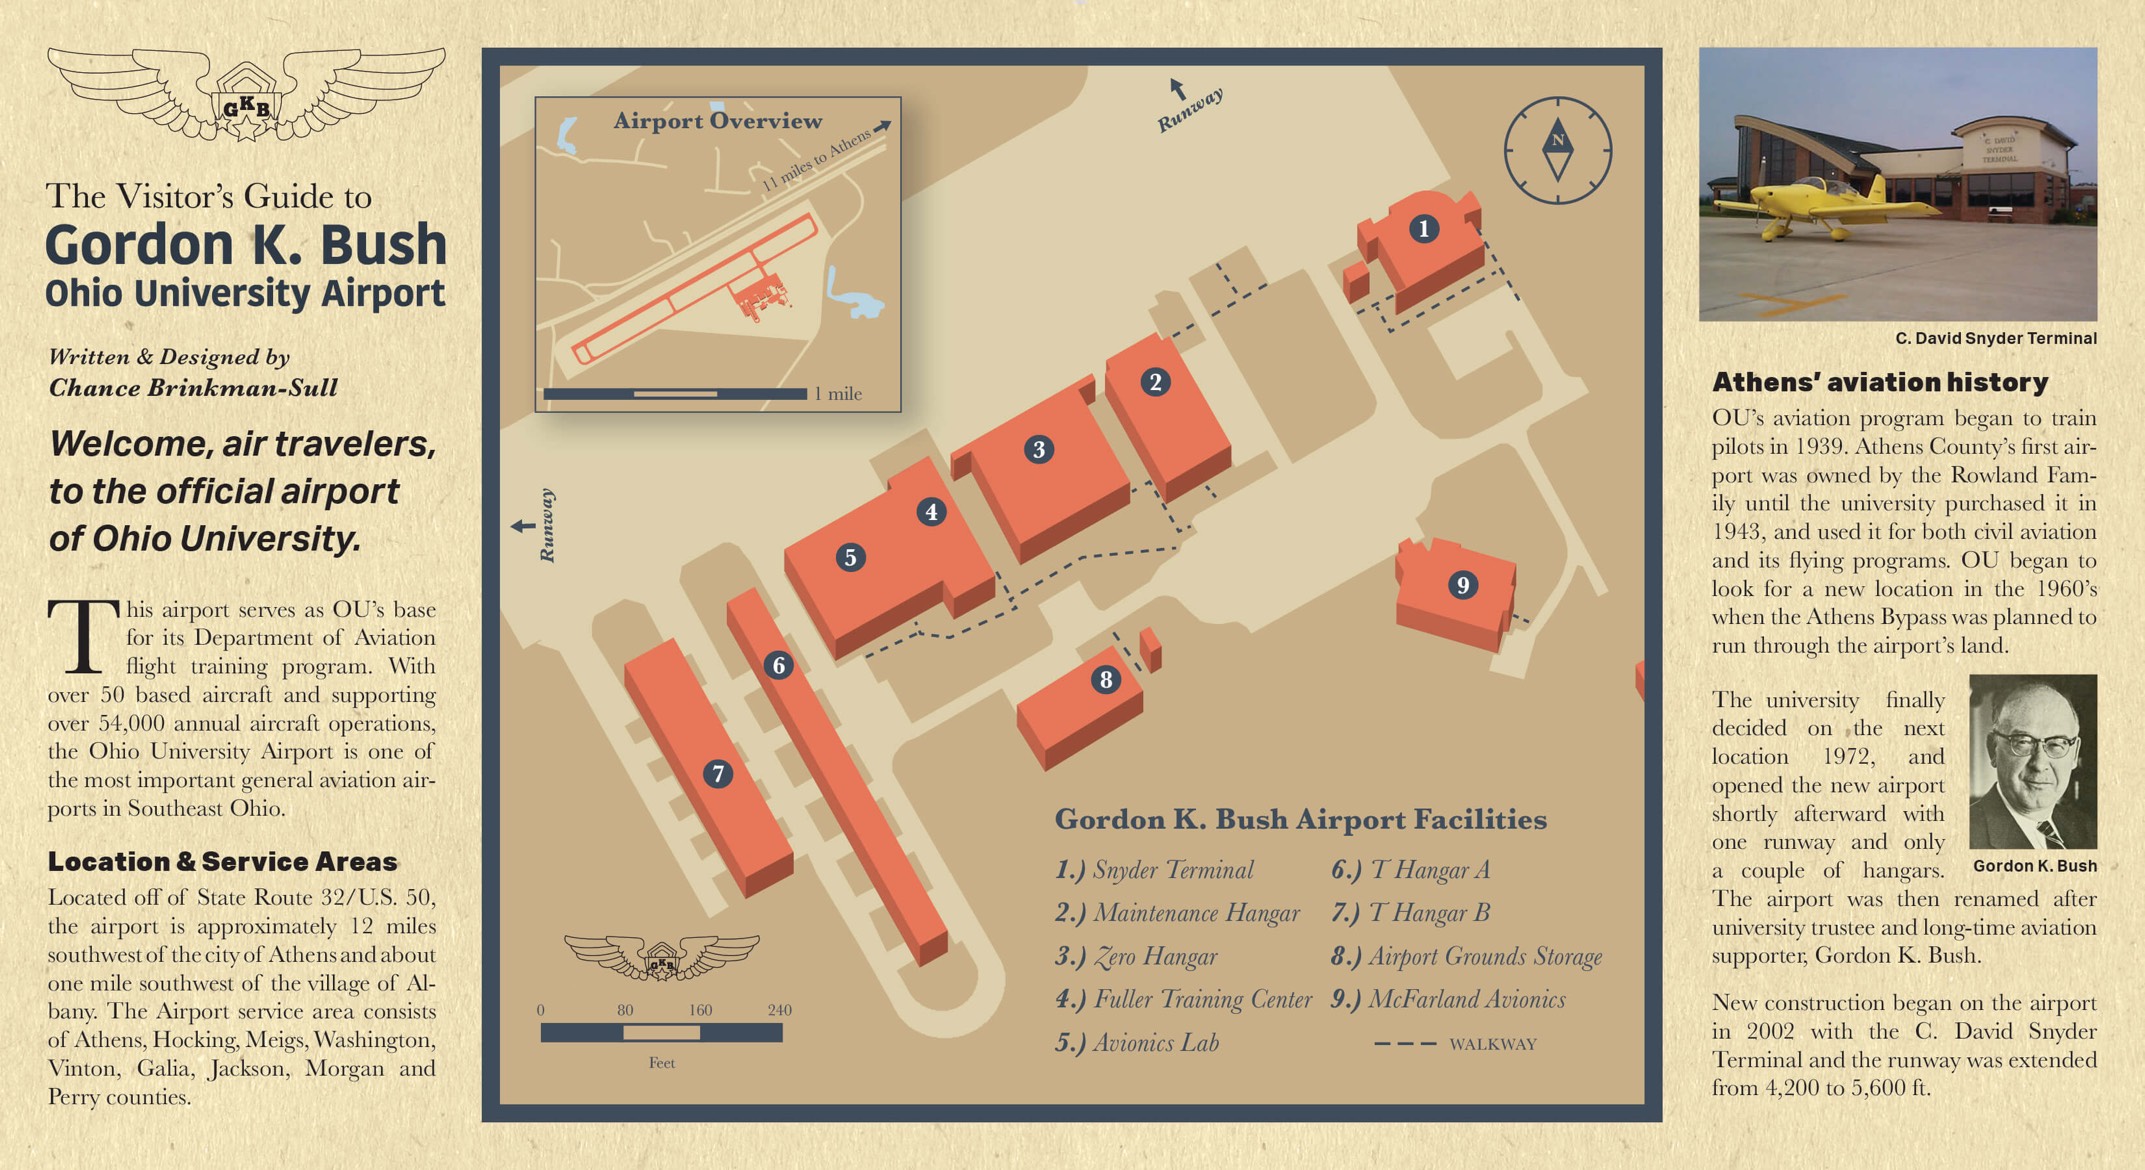 GKB
The Visitor's Guide to
Gordon K. Bush
Ohio University Airport
Written & Designed by
Chance Brinkman-Sull
Welcome, air travelers,
to the official airport
of Ohio University.
This airport serves as OU's base
for its Department of Aviation
flight training program. With
over 50 based aircraft and supporting
over 54,000 annual aircraft operations,
the Ohio University Airport is one of
the most important general aviation air-
ports in Southeast Ohio.
Location & Service Areas
Located off of State Route 32/U.S. 50,
the airport is approximately 12 miles
southwest of the city of Athens and about
one mile southwest of the village of Al-
bany. The Airport service area consists
of Athens, Hocking, Meigs, Washington,
Vinton, Galia, Jackson, Morgan and
Perry counties.
Airport Overview
11 miles to Athens
1 mile
Runway
N
Runway
1
2
3
4
5
6
7
8
9
GKB
0 80 160 240
Feet
Gordon K. Bush Airport Facilities
1.) Snyder Terminal
2.) Maintenance Hangar
3.) Zero Hangar
4.) Fuller Training Center
5.) Avionics Lab
6.) T Hangar A
7.) T Hangar B
8.) Airport Grounds Storage
9.) McFarland Avionics
WALKWAY
C. DAVID
SNYDER
TERMINAL
C. David Snyder Terminal
Athens' aviation history
OU's aviation program began to train
pilots in 1939. Athens County's first air-
port was owned by the Rowland Fam-
ily until the university purchased it in
1943, and used it for both civil aviation
and its flying programs. OU began to
look for a new location in the 1960's
when the Athens Bypass was planned to
run through the airport's land.
The university finally
decided on the next
location 1972, and
opened the new airport
shortly afterward with
one runway and only
a couple of hangars.
The airport was then renamed after
university trustee and long-time aviation
supporter, Gordon K. Bush.
Gordon K. Bush
New construction began on the airport
in 2002 with the C. David Snyder
Terminal and the runway was extended
from 4,200 to 5,600 ft.